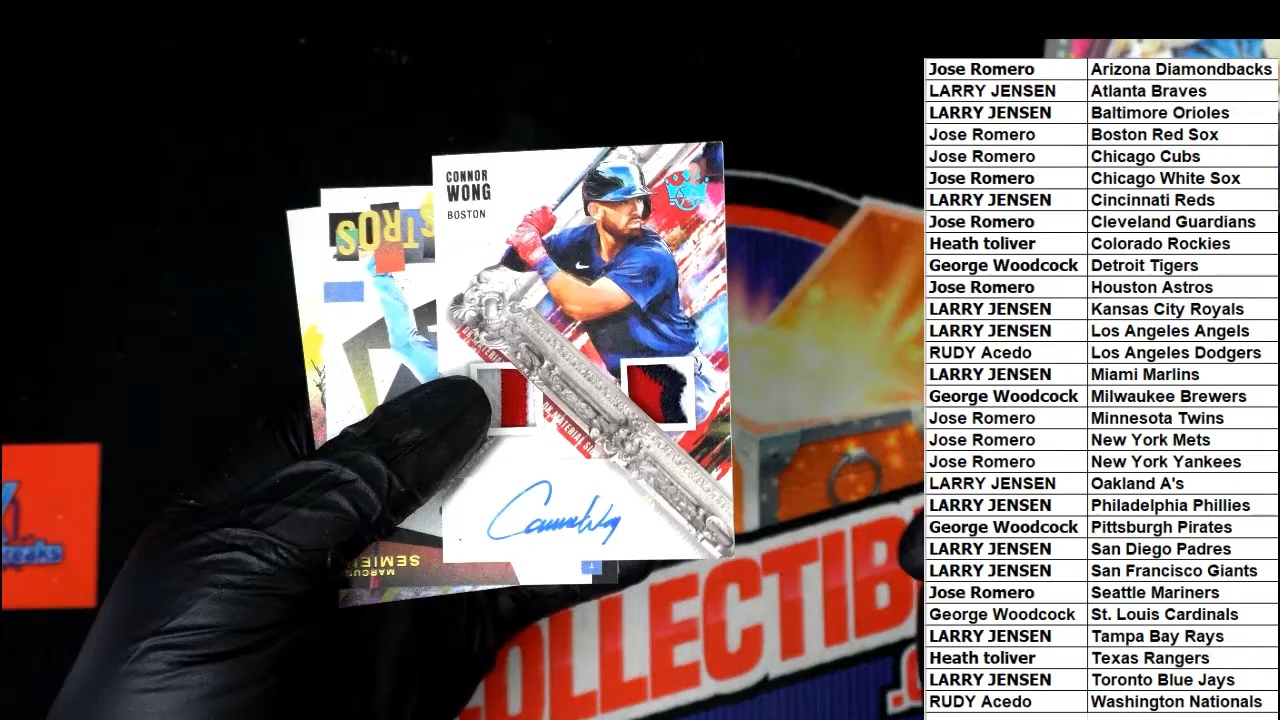 CONNOR
WONG
BOSTON
DK MATERIAL SI
Connor Wong
STROS
MARCUS
SEMIEN
T
COLLECTIB
Jose Romero Arizona Diamondbacks
LARRY JENSEN Atlanta Braves
LARRY JENSEN Baltimore Orioles
Jose Romero Boston Red Sox
Jose Romero Chicago Cubs
Jose Romero Chicago White Sox
LARRY JENSEN Cincinnati Reds
Jose Romero Cleveland Guardians
Heath toliver Colorado Rockies
George Woodcock Detroit Tigers
Jose Romero Houston Astros
LARRY JENSEN Kansas City Royals
LARRY JENSEN Los Angeles Angels
RUDY Acedo Los Angeles Dodgers
LARRY JENSEN Miami Marlins
George Woodcock Milwaukee Brewers
Jose Romero Minnesota Twins
Jose Romero New York Mets
Jose Romero New York Yankees
LARRY JENSEN Oakland A's
LARRY JENSEN Philadelphia Phillies
George Woodcock Pittsburgh Pirates
LARRY JENSEN San Diego Padres
LARRY JENSEN San Francisco Giants
Jose Romero Seattle Mariners
George Woodcock St. Louis Cardinals
LARRY JENSEN Tampa Bay Rays
Heath toliver Texas Rangers
LARRY JENSEN Toronto Blue Jays
RUDY Acedo Washington Nationals